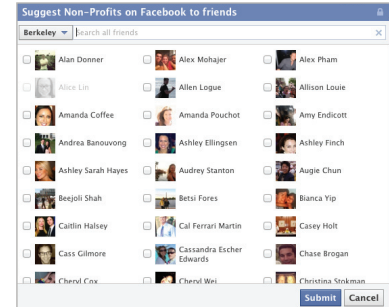 Suggest Non-Profits on Facebook to friends
Berkeley Search all friends
Alan Donner Alex Mohajer Alex Pham
Alice Lin Allen Logue Allison Louie
Amanda Coffee Amanda Pouchot Amy Endicott
Andrea Banouvong Ashley Ellingsen Ashley Finch
Ashley Sarah Hayes Audrey Stanton Augie Chun
Beejoli Shah Betsi Fores Bianca Yip
Caitlin Halsey Cal Ferrari Martin Casey Holt
Cass Gilmore Cassandra Escher Edwards Chase Brogan
Cheryl Cox Cheryl Wei Christina Stokman
Submit Cancel